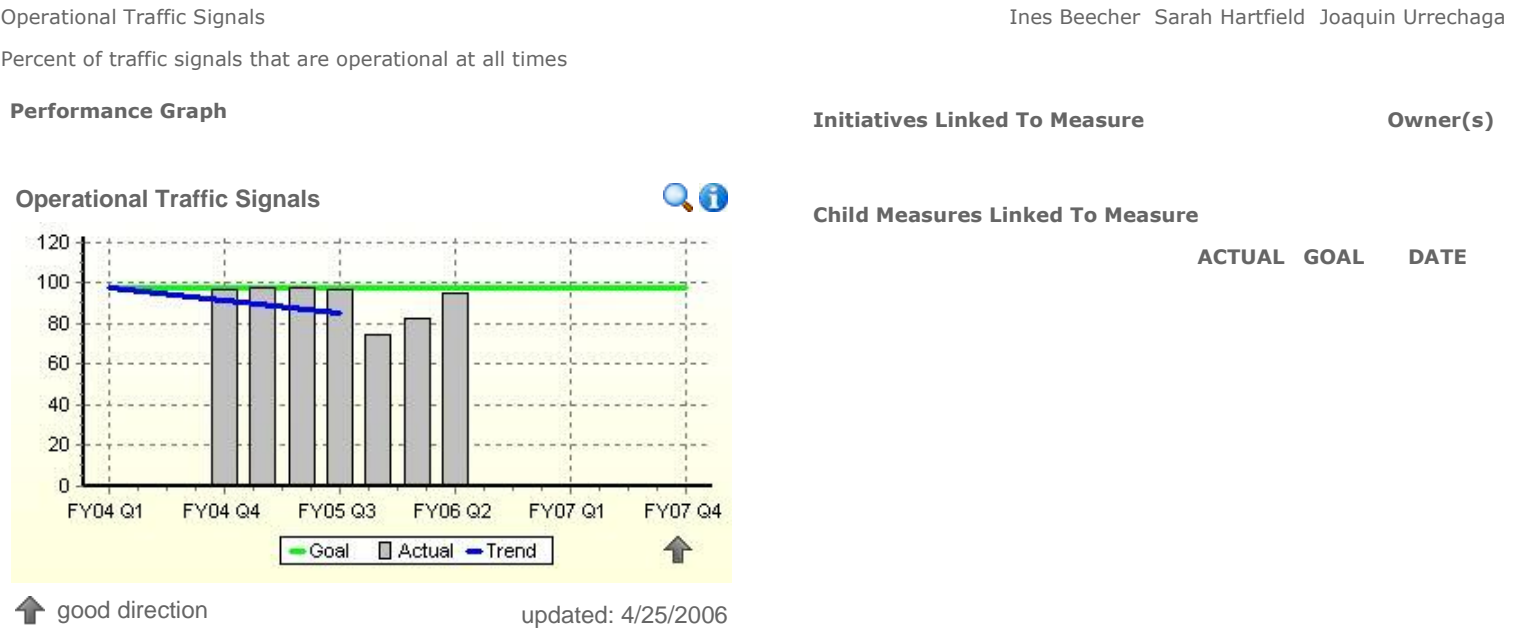 Operational Traffic Signals
Ines Beecher Sarah Hartfield Joaquin Urrechaga
Percent of traffic signals that are operational at all times
Performance Graph
Initiatives Linked To Measure Owner(s)
Operational Traffic Signals
Child Measures Linked To Measure
ACTUAL GOAL DATE
120
100
80
60
40
20
0
FY04 Q1 FY04 Q4 FY05 Q3 FY06 Q2 FY07 Q1 FY07 Q4
Goal Actual Trend
good direction
updated: 4/25/2006